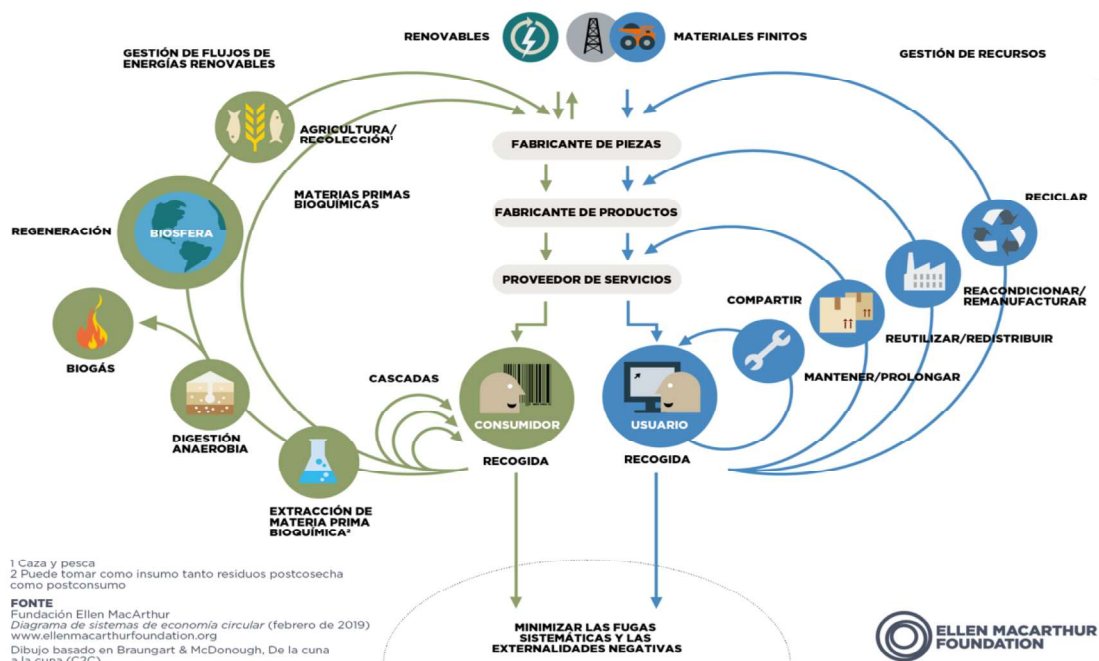 RENOVABLES
MATERIALES FINITOS
GESTIÓN DE FLUJOS DE
ENERGÍAS RENOVABLES
GESTIÓN DE RECURSOS
AGRICULTURA/
RECOLECCIÓN¹
FABRICANTE DE PIEZAS
MATERIAS PRIMAS
BIOQUÍMICAS
RECICLAR
FABRICANTE DE PRODUCTOS
REGENERACIÓN
BIOSFERA
PROVEEDOR DE SERVICIOS
REACONDICIONAR/
REMANUFACTURAR
COMPARTIR
REUTILIZAR/REDISTRIBUIR
BIOGÁS
CASCADAS
MANTENER/PROLONGAR
CONSUMIDOR
USUARIO
DIGESTIÓN
ANAEROBIA
RECOGIDA
RECOGIDA
EXTRACCIÓN DE
MATERIA PRIMA
BIOQUÍMICA²
1 Caza y pesca
2 Puede tomar como insumo tanto residuos postcosecha
como postconsumo
FONTE
Fundación Ellen MacArthur
Diagrama de sistemas de economía circular (febrero de 2019)
www.ellenmacarthurfoundation.org
Dibujo basado en Braungart & McDonough, De la cuna
a la cuna (C2C)
MINIMIZAR LAS FUGAS
SISTEMÁTICAS Y LAS
EXTERNALIDADES NEGATIVAS
ELLEN MACARTHUR
FOUNDATION